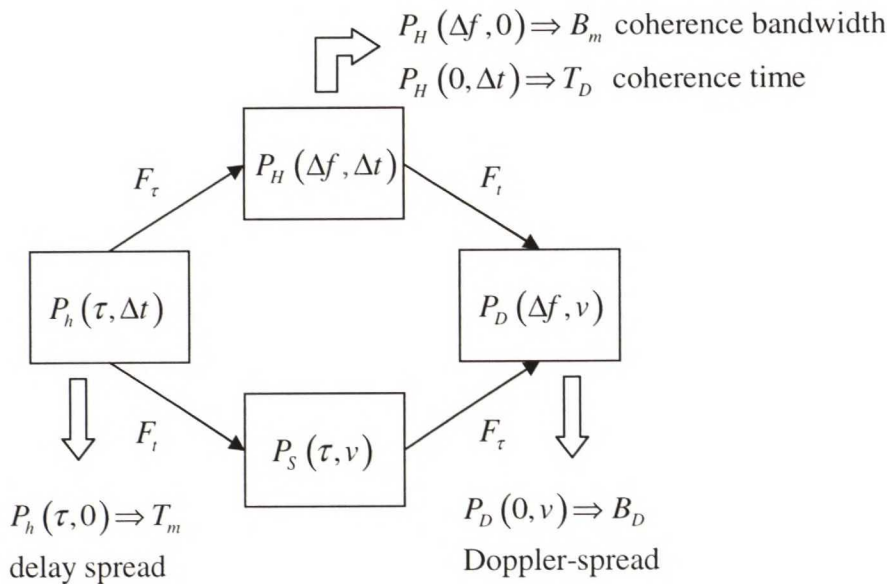 P_H(Δf,0)⇒B_m coherence bandwidth
P_H(0,Δt)⇒T_D coherence time
P_H(Δf,Δt)
F_τ
F_t
P_h(τ,Δt)
P_D(Δf,v)
F_t
P_S(τ,v)
F_τ
P_h(τ,0)⇒T_m
delay spread
P_D(0,v)⇒B_D
Doppler-spread